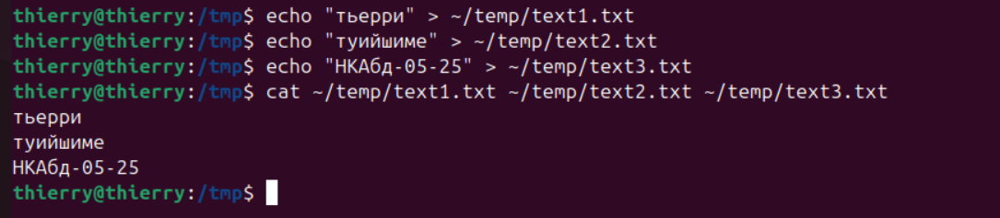 thierry@thierry:/tmp$ echo "тьерри" > ~/temp/text1.txt
thierry@thierry:/tmp$ echo "туийшиме" > ~/temp/text2.txt
thierry@thierry:/tmp$ echo "НКАбд-05-25" > ~/temp/text3.txt
thierry@thierry:/tmp$ cat ~/temp/text1.txt ~/temp/text2.txt ~/temp/text3.txt
тьерри
туийшиме
НКАбд-05-25
thierry@thierry:/tmp$